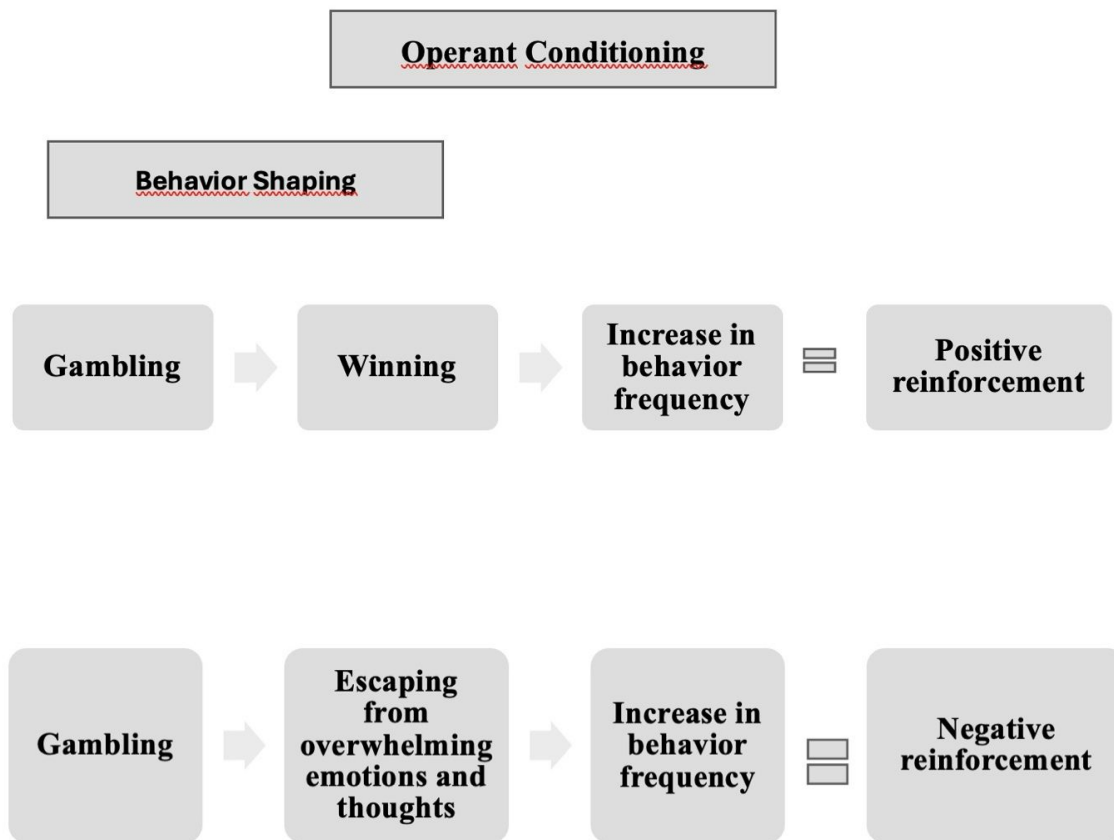 Operant Conditioning
Behavior Shaping
Gambling
Winning
Increase in
behavior
frequency
Positive
reinforcement
Gambling
Escaping
from
overwhelming
emotions and
thoughts
Increase in
behavior
frequency
Negative
reinforcement